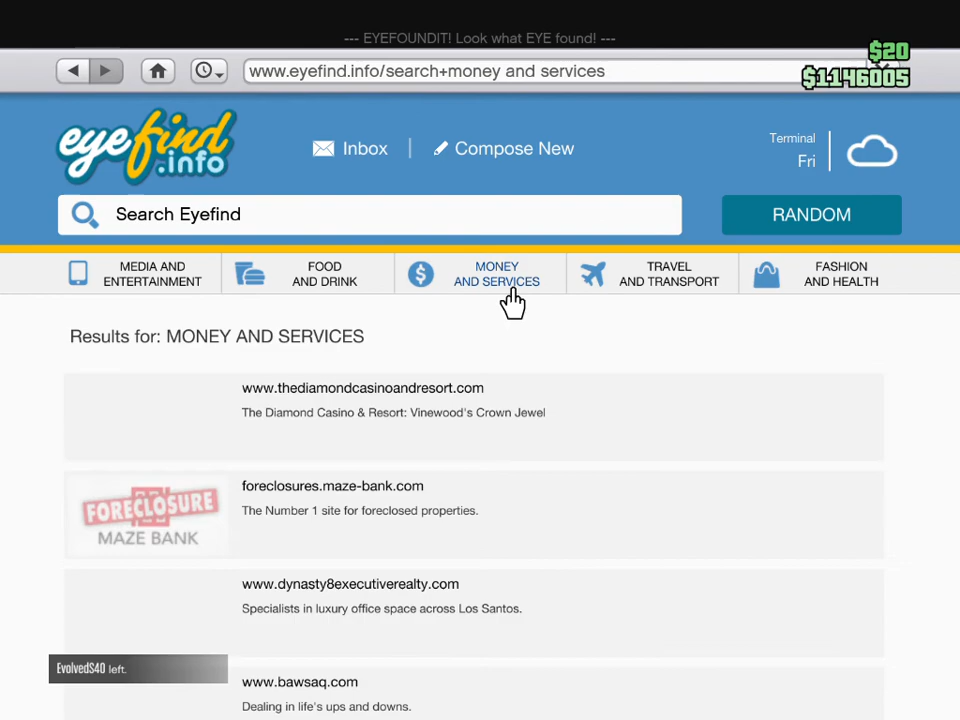 --- EYEFOUNDIT! Look what EYE found! ---
$20
www.eyefind.info/search+money and services
$1146005
eyefind
.info
Inbox
Compose New
Terminal
Fri
Search Eyefind
RANDOM
MEDIA AND
ENTERTAINMENT
FOOD
AND DRINK
MONEY
AND SERVICES
TRAVEL
AND TRANSPORT
FASHION
AND HEALTH
Results for: MONEY AND SERVICES
www.thediamondcasinoandresort.com
The Diamond Casino & Resort: Vinewood's Crown Jewel
FORECLOSURE
MAZE BANK
foreclosures.maze-bank.com
The Number 1 site for foreclosed properties.
www.dynasty8executiverealty.com
Specialists in luxury office space across Los Santos.
EvolvedS40 left.
www.bawsaq.com
Dealing in life's ups and downs.